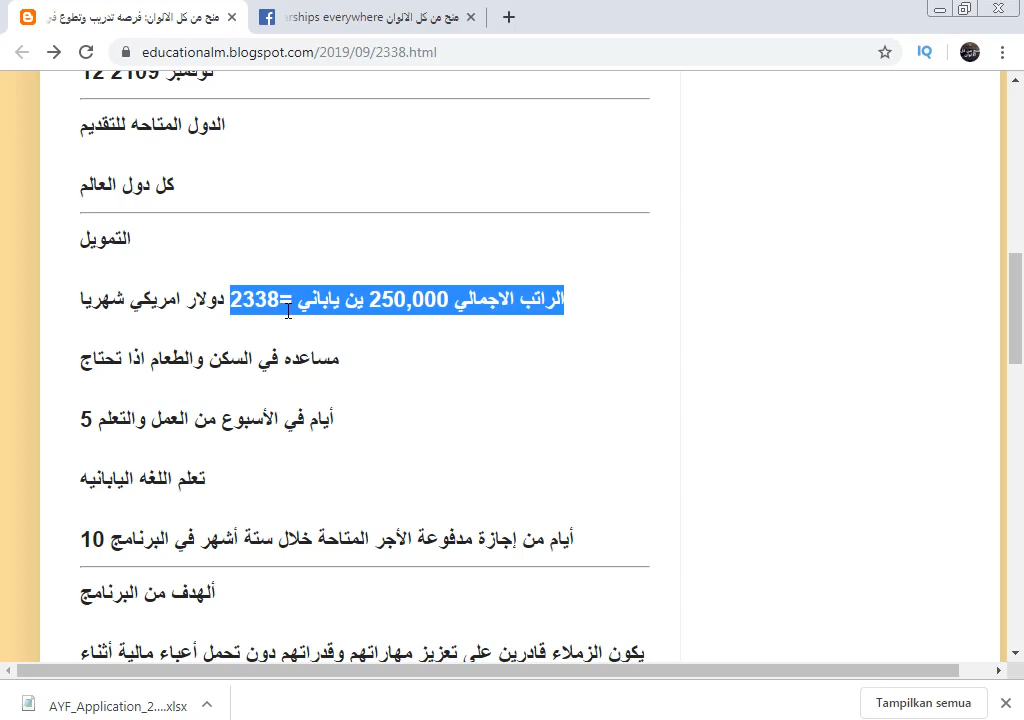 منح من كل الالوان: فرصه تدريب وتطوع في
arships everywhere منح من كل الالوان
educationalm.blogspot.com/2019/09/2338.html
IQ
نوفمبر 2109 12
الدول المتاحه للتقديم
كل دول العالم
التمويل
الراتب الاجمالي 250,000 ين ياباني =2338 دولار امريكي شهريا
مساعده في السكن والطعام اذا تحتاج
أيام في الأسبوع من العمل والتعلم 5
تعلم اللغه اليابانيه
أيام من إجازة مدفوعة الأجر المتاحة خلال ستة أشهر في البرنامج 10
ألهدف من البرنامج
يكون الزملاء قادرين على تعزيز مهاراتهم وقدراتهم دون تحمل أعباء مالية أثناء
AYF_Application_2....xlsx
Tampilkan semua